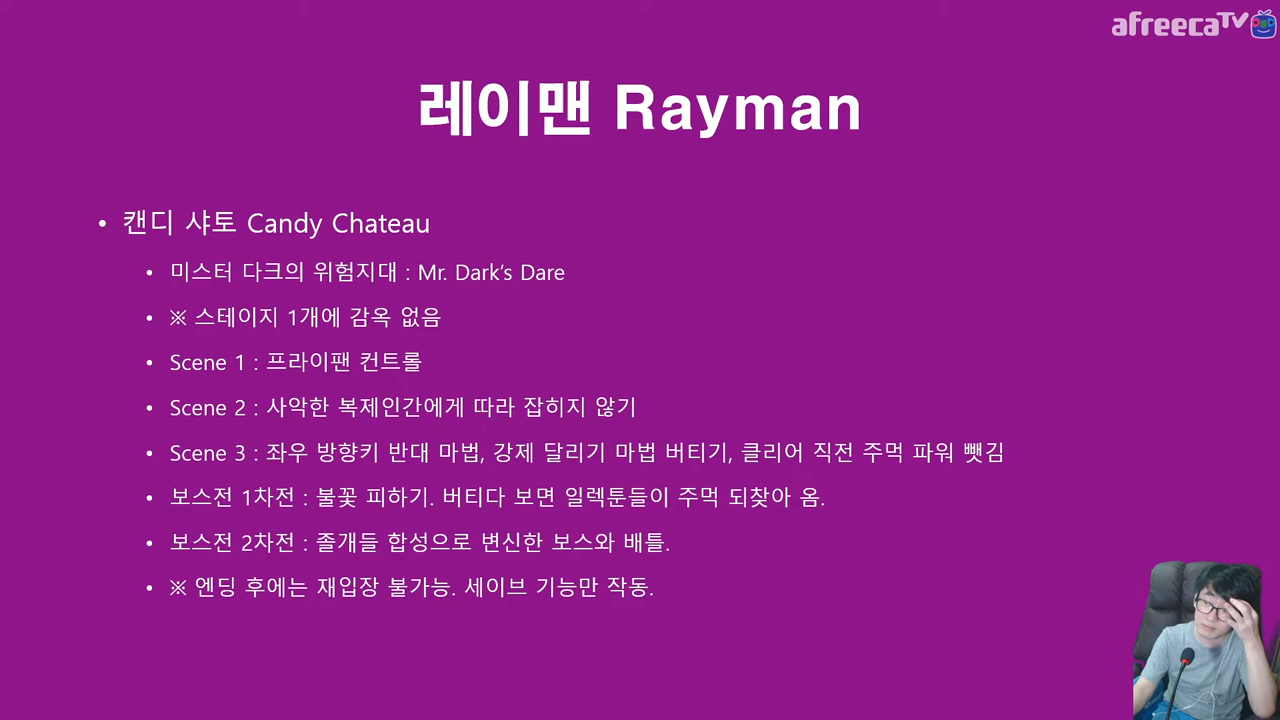 afreecaTV
레이맨 Rayman
• 캔디 샤토 Candy Chateau
• 미스터 다크의 위험지대 : Mr. Dark’s Dare
• ※ 스테이지 1개에 감옥 없음
• Scene 1 : 프라이팬 컨트롤
• Scene 2 : 사악한 복제인간에게 따라 잡히지 않기
• Scene 3 : 좌우 방향키 반대 마법, 강제 달리기 마법 버티기, 클리어 직전 주먹 파워 뺏김
• 보스전 1차전 : 불꽃 피하기. 버티다 보면 일렉툰들이 주먹 되찾아 옴.
• 보스전 2차전 : 졸개들 합성으로 변신한 보스와 배틀.
• ※ 엔딩 후에는 재입장 불가능. 세이브 기능만 작동.